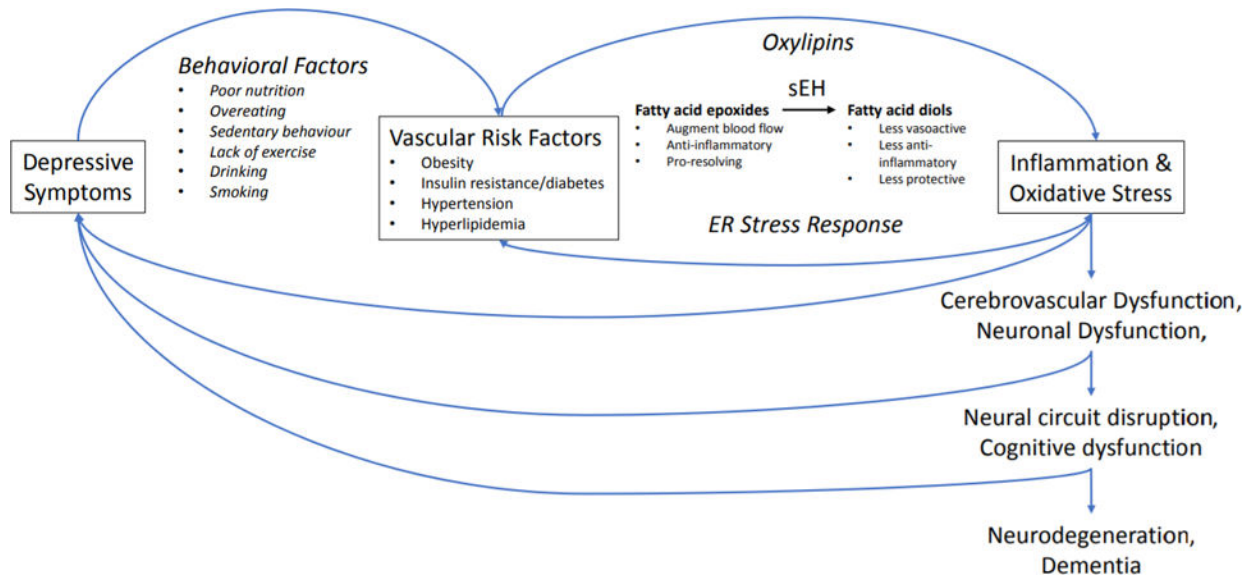 Depressive
Symptoms
Behavioral Factors
• Poor nutrition
• Overeating
• Sedentary behaviour
• Lack of exercise
• Drinking
• Smoking
Vascular Risk Factors
• Obesity
• Insulin resistance/diabetes
• Hypertension
• Hyperlipidemia
Oxylipins
sEH
Fatty acid epoxides
• Augment blood flow
• Anti-inflammatory
• Pro-resolving
Fatty acid diols
• Less vasoactive
• Less anti-
inflammatory
• Less protective
ER Stress Response
Inflammation &
Oxidative Stress
Cerebrovascular Dysfunction,
Neuronal Dysfunction,
Neural circuit disruption,
Cognitive dysfunction
Neurodegeneration,
Dementia